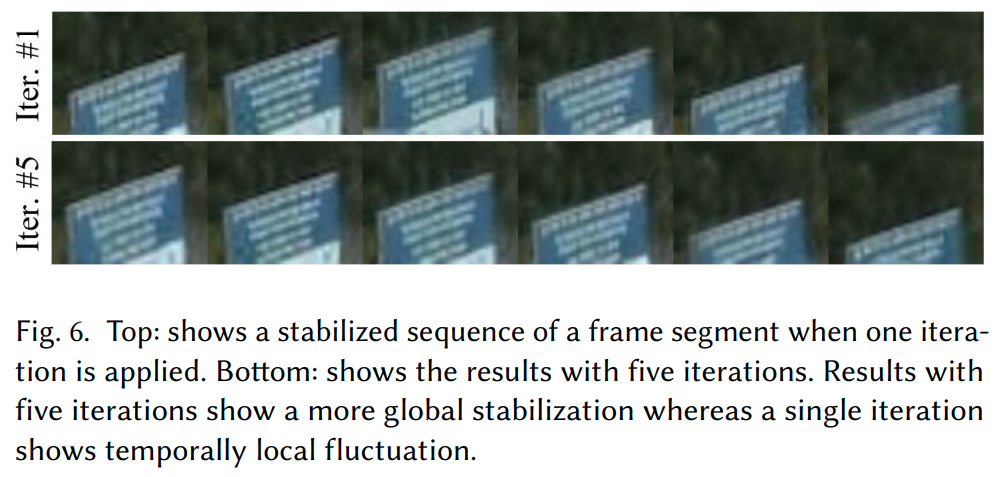 Iter. #1
Iter. #5
Fig. 6. Top: shows a stabilized sequence of a frame segment when one itera-
tion is applied. Bottom: shows the results with five iterations. Results with
five iterations show a more global stabilization whereas a single iteration
shows temporally local fluctuation.